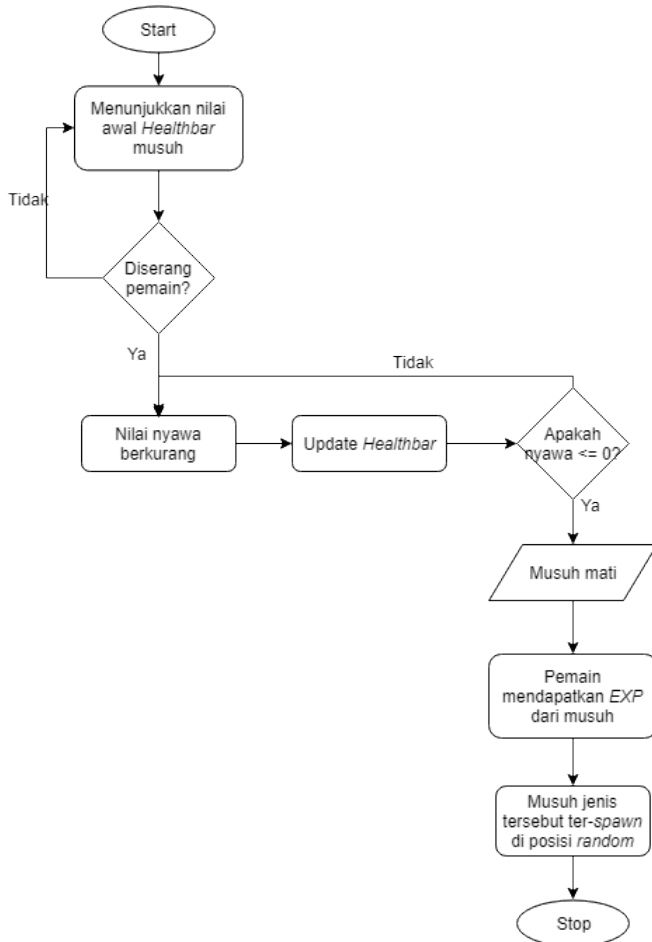 Start
Menunjukkan nilai
awal Healthbar
musuh
Tidak
Diserang
pemain?
Ya
Tidak
Nilai nyawa
berkurang
Update Healthbar
Apakah
nyawa <= 0?
Ya
Musuh mati
Pemain
mendapatkan EXP
dari musuh
Musuh jenis
tersebut ter-spawn
di posisi random
Stop